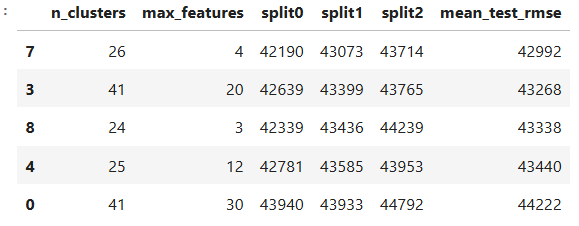 :
n_clusters max_features split0 split1 split2 mean_test_rmse
7 26 4 42190 43073 43714 42992
3 41 20 42639 43399 43765 43268
8 24 3 42339 43436 44239 43338
4 25 12 42781 43585 43953 43440
0 41 30 43940 43933 44792 44222